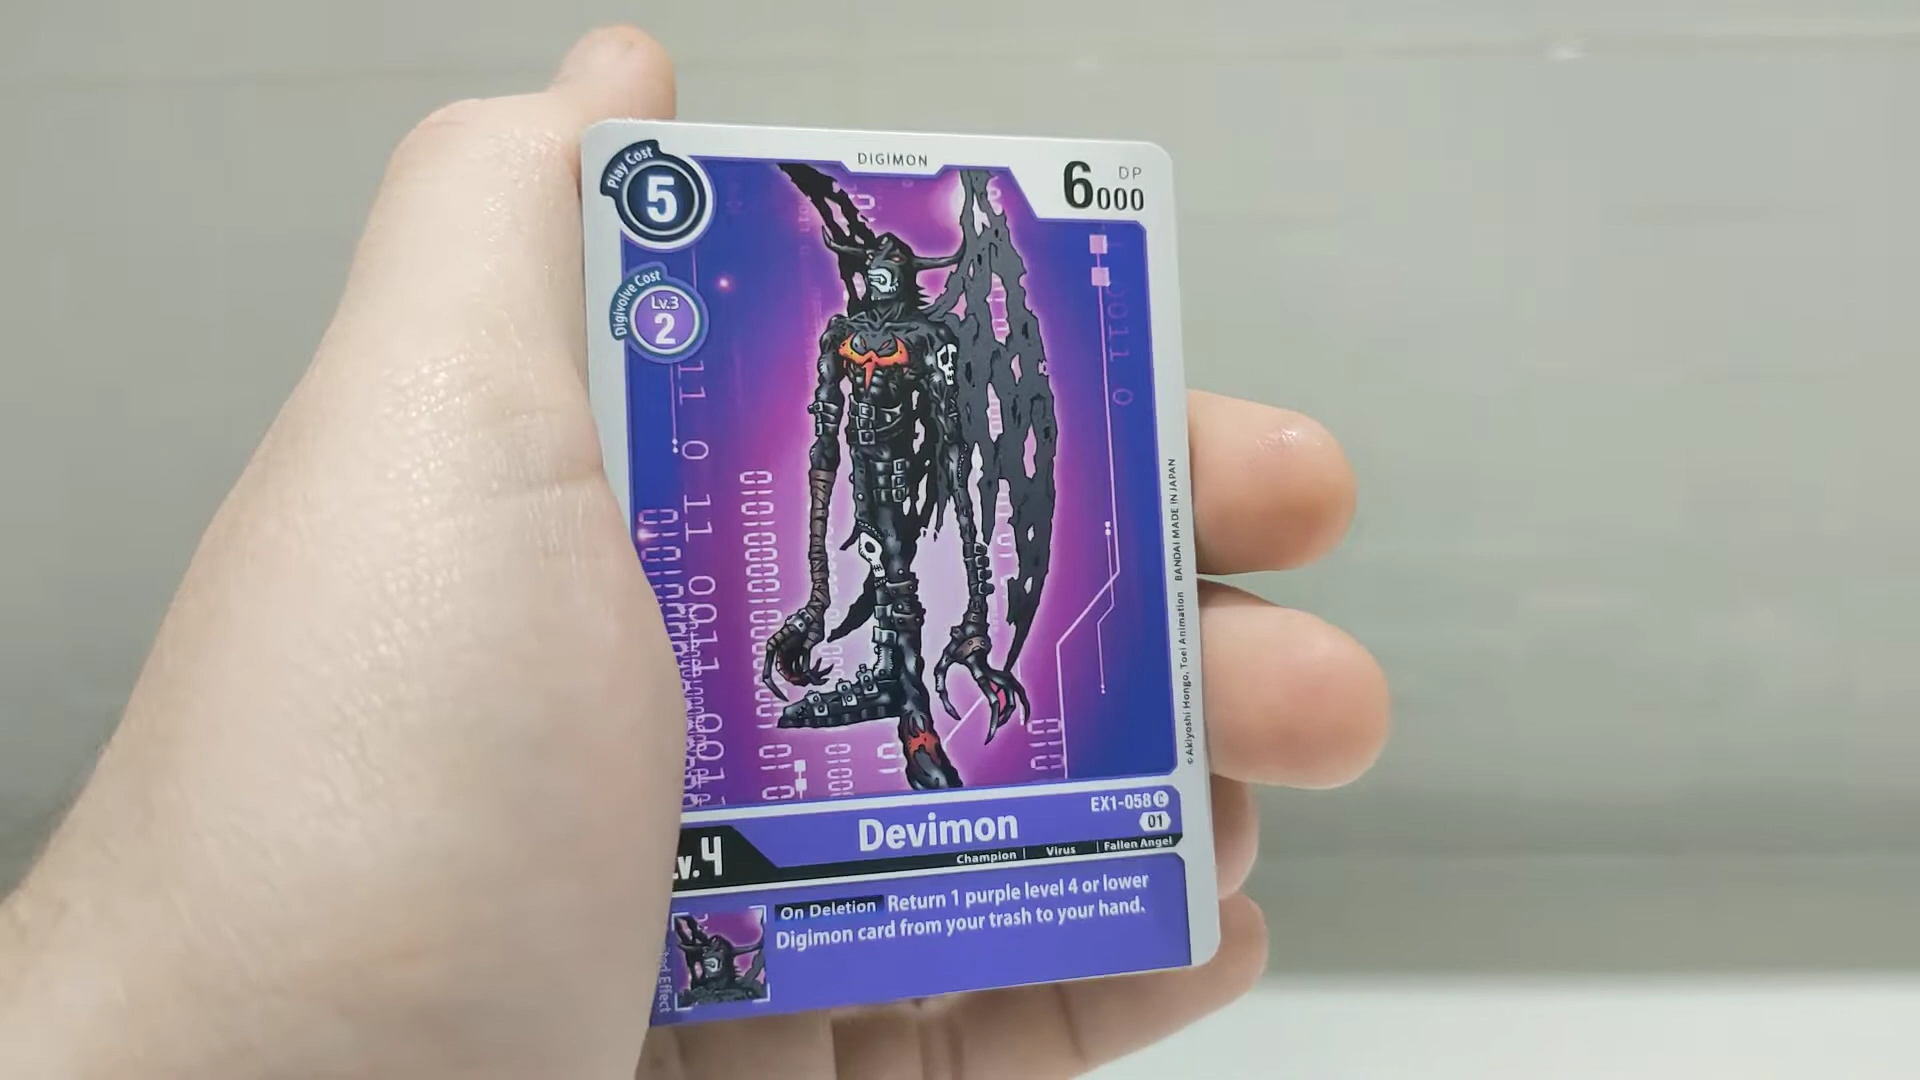 Play Cost
5
DIGIMON
6000
DP
Digivolve Cost
Lv.3
2
© Akiyoshi Hongo, Toei Animation BANDAI MADE IN JAPAN
EX1-058 C
01
Devimon
Lv.4
Champion | Virus | Fallen Angel
On Deletion Return 1 purple level 4 or lower
Digimon card from your trash to your hand.
Effect